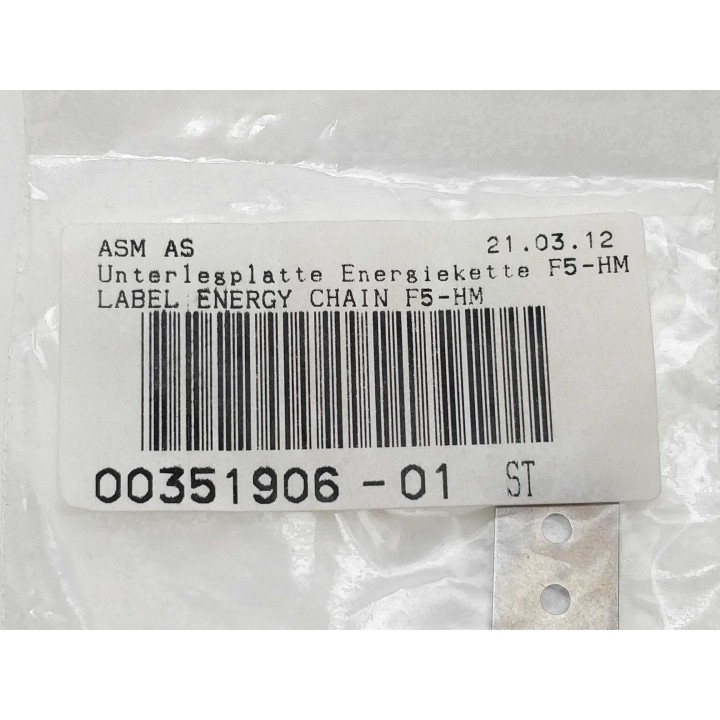 ASM AS 21.03.12
Unterlegplatte Energiekette F5-HM
LABEL ENERGY CHAIN F5-HM
00351906-01 ST